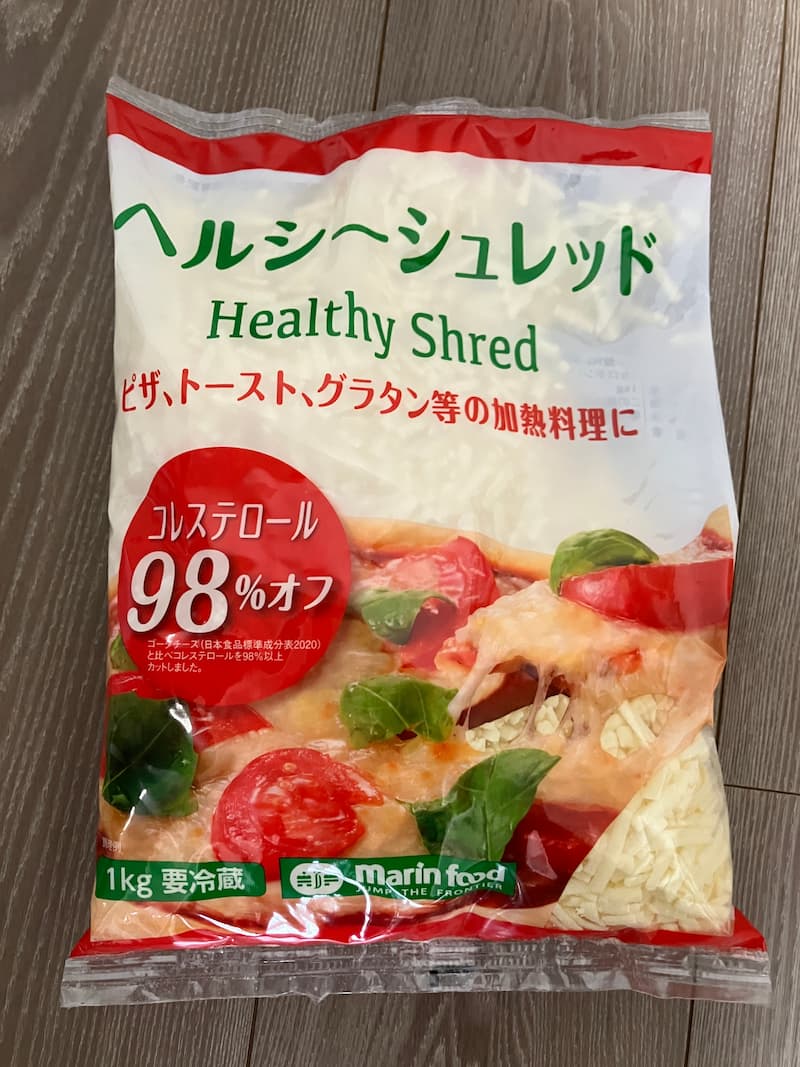 ヘルシーシュレッド
Healthy Shred
ピザ、トースト、グラタン等の加熱料理に
コレステロール
98%オフ
ゴーダチーズ(日本食品標準成分表2020)
と比べコレステロールを98%以上
カットしました。
調理例
1kg 要冷蔵
marin food
JUMP THE FRONTIER